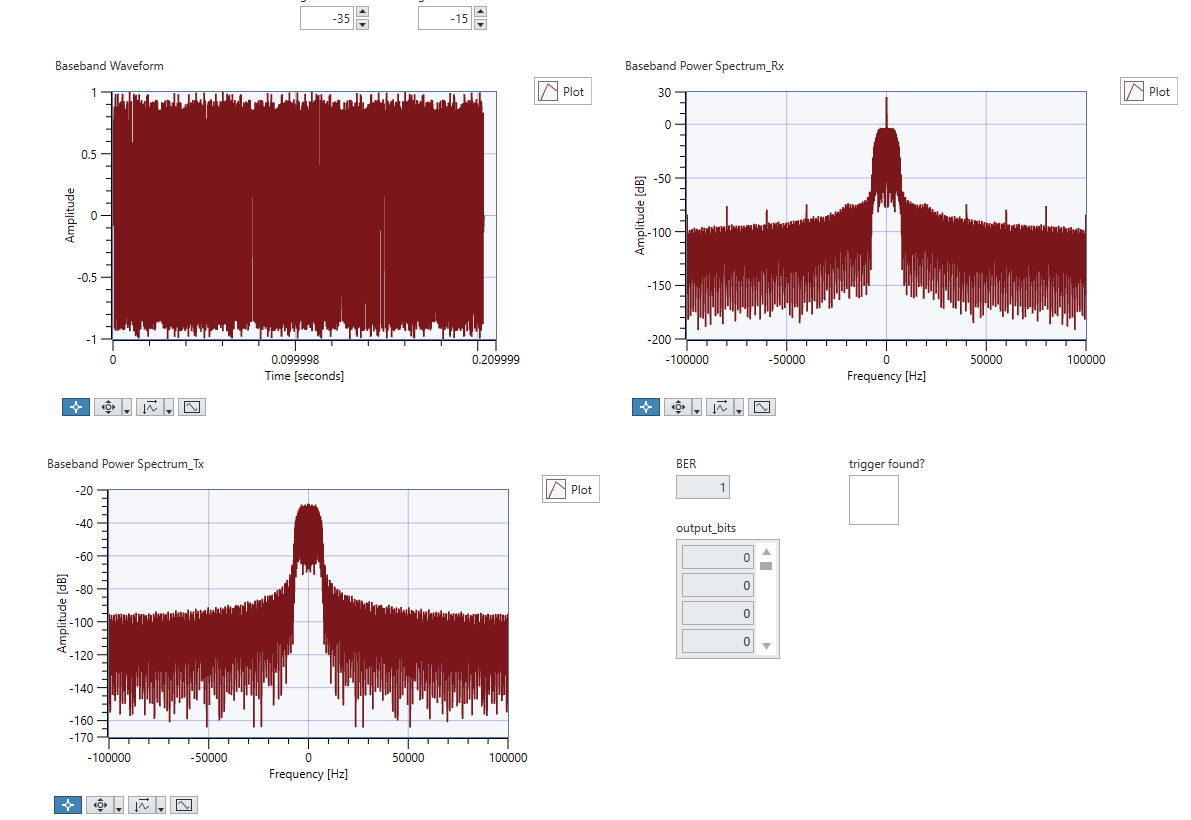 -35 -15
Baseband Waveform
Plot
1
0.5
0
-0.5
-1
Amplitude
0 0.099998 0.209999
Time [seconds]
Baseband Power Spectrum_Rx
Plot
30
0
-50
-100
-150
-200
Amplitude [dB]
-100000 -50000 0 50000 100000
Frequency [Hz]
Baseband Power Spectrum_Tx
Plot
-20
-40
-60
-80
-100
-120
-140
-160
-170
Amplitude [dB]
-100000 -50000 0 50000 100000
Frequency [Hz]
BER
1
trigger found?
output_bits
0
0
0
0